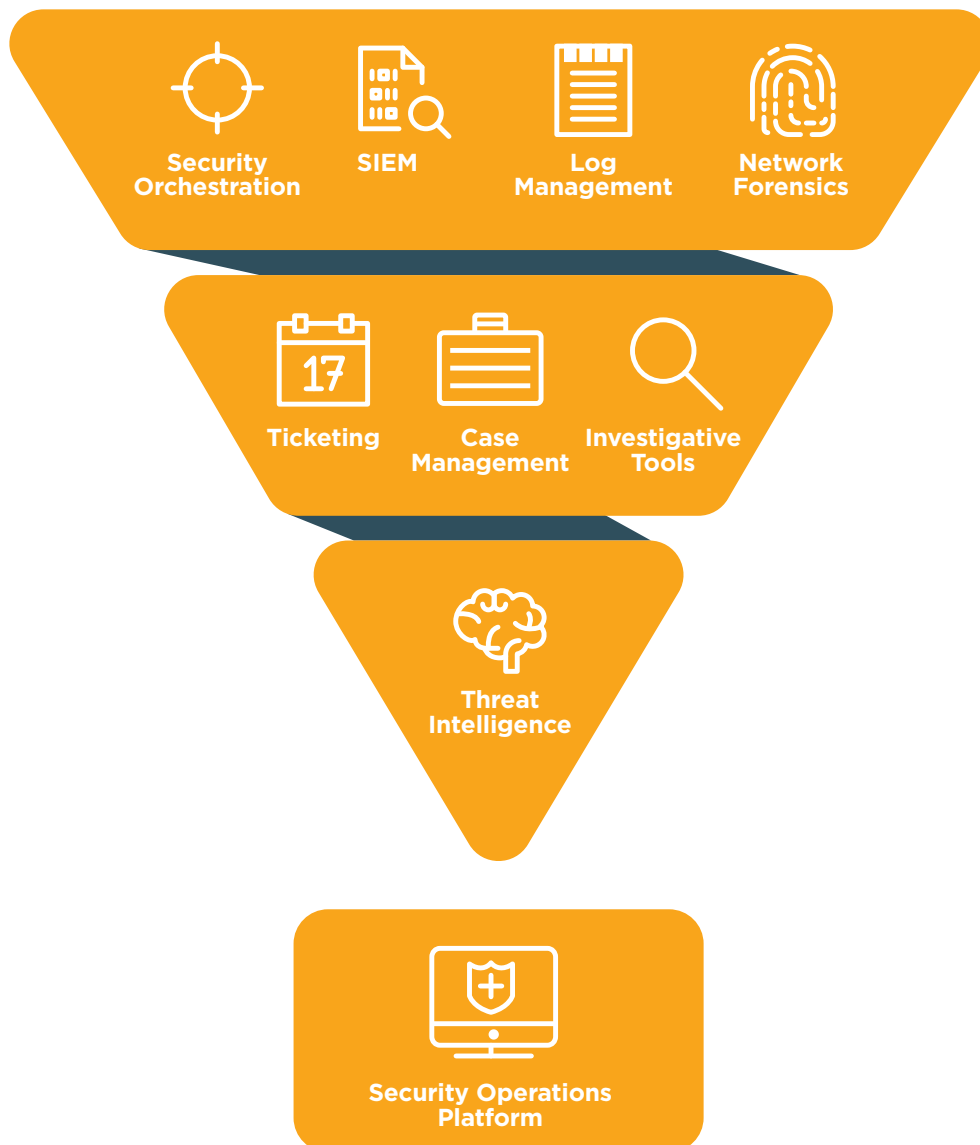 Security
Orchestration
SIEM
Log
Management
Network
Forensics
17
Ticketing
Case
Management
Investigative
Tools
Threat
Intelligence
Security Operations
Platform